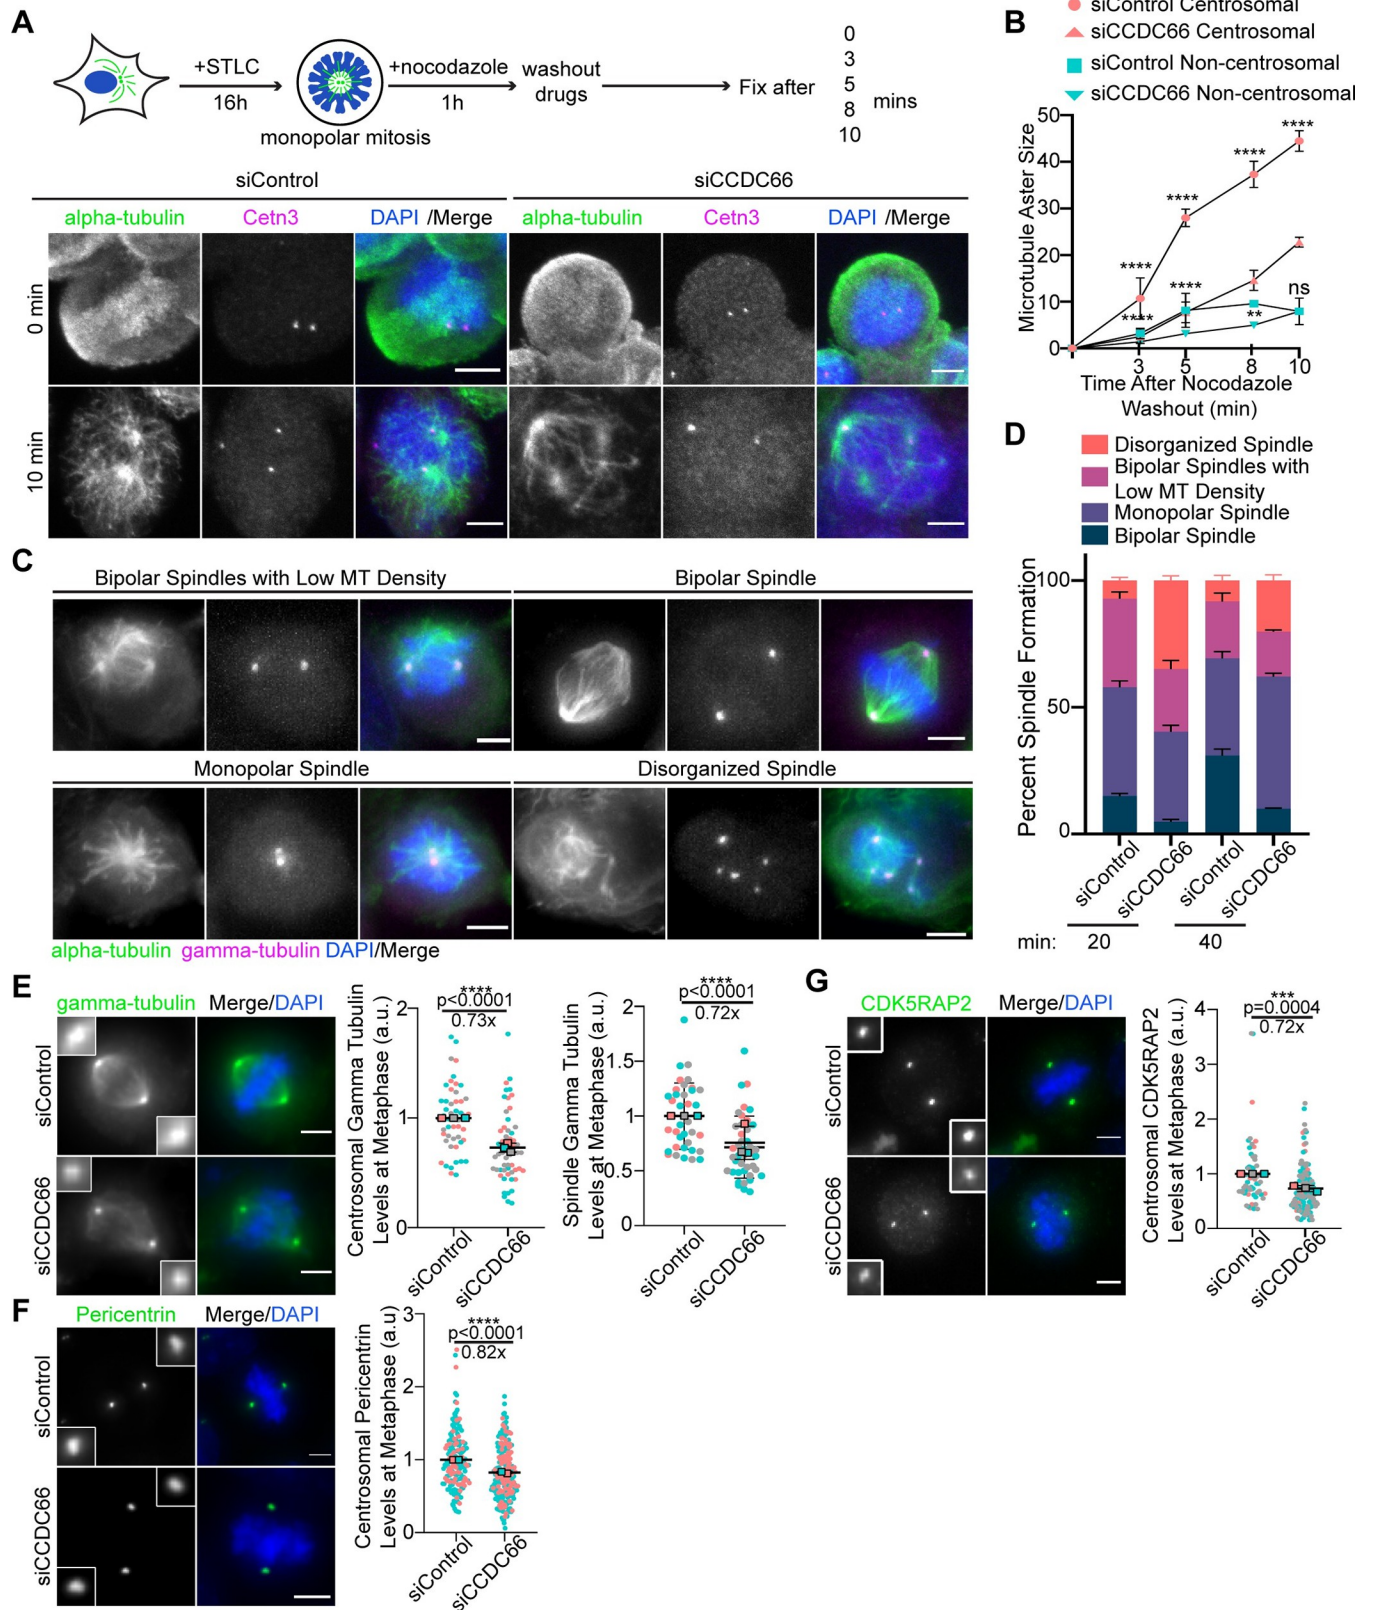 A
+STLC
16h
monopolar mitosis
+nocodazole
1h
washout
drugs
Fix after
0
3
5
8
10
mins
siControl
siCCDC66
alpha-tubulin
Cetn3
DAPI /Merge
alpha-tubulin
Cetn3
DAPI /Merge
0 min
10 min
B
siControl Centrosomal
siCCDC66 Centrosomal
siControl Non-centrosomal
siCCDC66 Non-centrosomal
Microtubule Aster Size
50
40
30
20
10
0
****
****
****
****
****
****
**
ns
3
5
8
10
Time After Nocodazole
Washout (min)
C
Bipolar Spindles with Low MT Density
Bipolar Spindle
Monopolar Spindle
Disorganized Spindle
alpha-tubulin gamma-tubulin DAPI/Merge
D
Disorganized Spindle
Bipolar Spindles with
Low MT Density
Monopolar Spindle
Bipolar Spindle
Percent Spindle Formation
100
50
0
siControl
siCCDC66
siControl
siCCDC66
min:
20
40
E
gamma-tubulin
Merge/DAPI
siControl
siCCDC66
Centrosomal Gamma Tubulin
Levels at Metaphase (a.u.)
2
1
0
****
p<0.0001
0.73x
siControl
siCCDC66
Spindle Gamma Tubulin
Levels at Metaphase (a.u.)
2
1.5
1
0.5
0
****
p<0.0001
0.72x
siControl
siCCDC66
F
Pericentrin
Merge/DAPI
siControl
siCCDC66
Centrosomal Pericentrin
Levels at Metaphase (a.u)
3
2
1
0
****
p<0.0001
0.82x
siControl
siCCDC66
G
CDK5RAP2
Merge/DAPI
siControl
siCCDC66
Centrosomal CDK5RAP2
Levels at Metaphase (a.u.)
4
3
2
1
0
***
p=0.0004
0.72x
siControl
siCCDC66